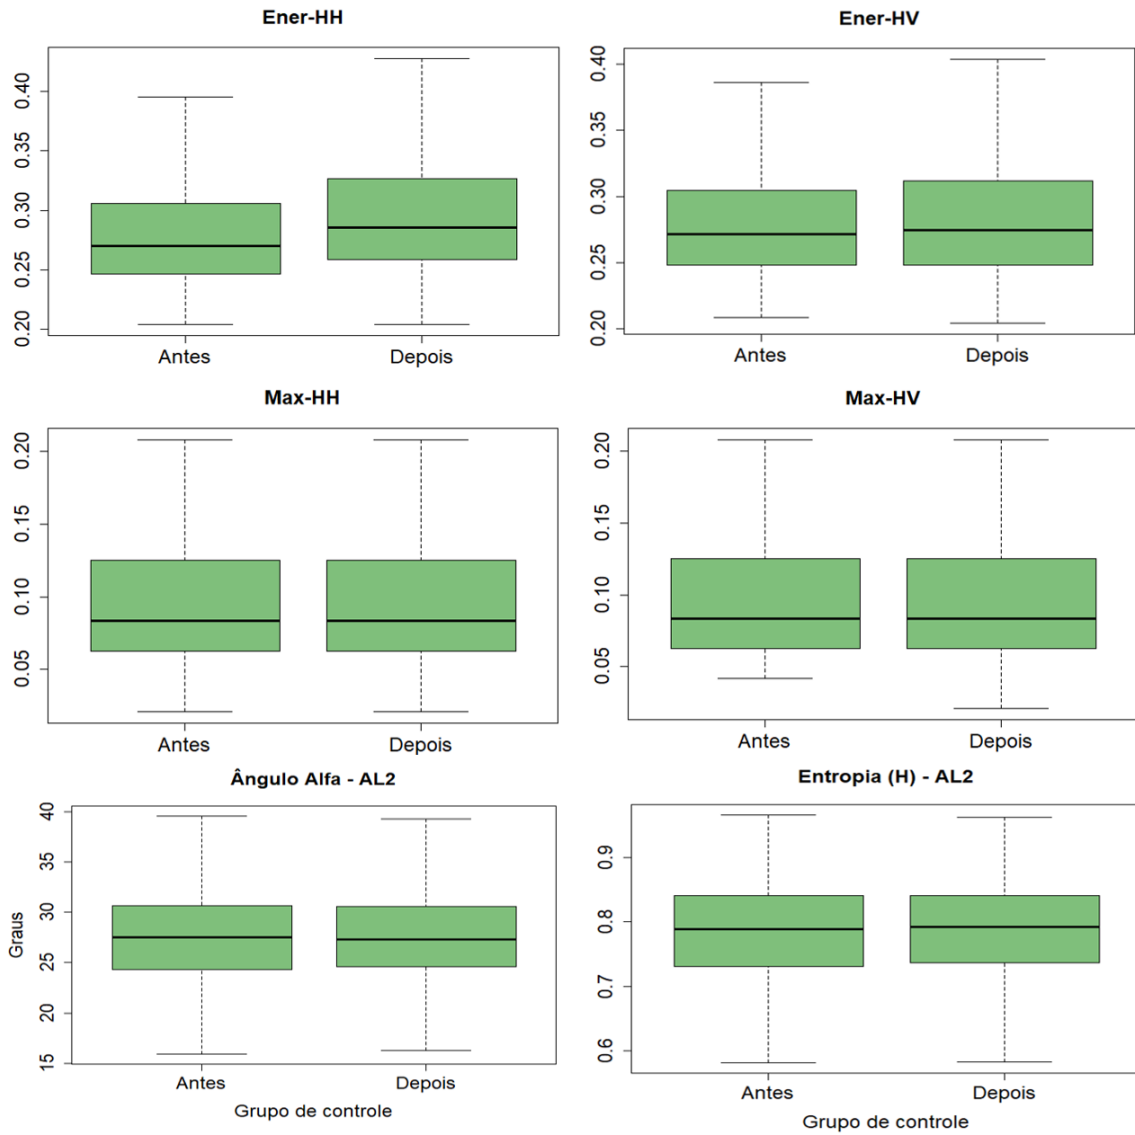 Ener-HH
0.40
0.35
0.30
0.25
0.20
Antes Depois
Ener-HV
0.40
0.35
0.30
0.25
0.20
Antes Depois
Max-HH
0.20
0.15
0.10
0.05
Antes Depois
Max-HV
0.20
0.15
0.10
0.05
Antes Depois
Ângulo Alfa - AL2
Graus
40
35
30
25
20
15
Antes Depois
Grupo de controle
Entropia (H) - AL2
0.9
0.8
0.7
0.6
Antes Depois
Grupo de controle